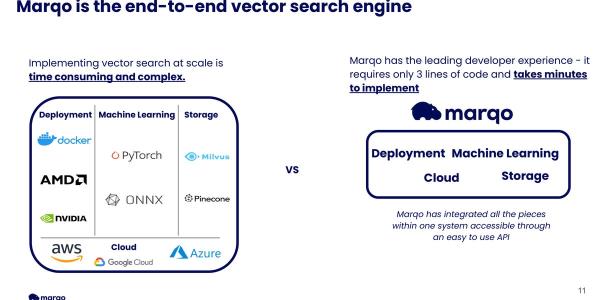 Marqo is the end-to-end vector search engine
Implementing vector search at scale is
time consuming and complex.
Deployment Machine Learning Storage
docker
PyTorch
Milvus
AMD
ONNX
Pinecone
NVIDIA
Cloud
aws
Google Cloud
Azure
VS
Marqo has the leading developer experience - it
requires only 3 lines of code and takes minutes
to implement
marqo
Deployment Machine Learning
Cloud Storage
Marqo has integrated all the pieces
within one system accessible through
an easy to use API
marqo
11